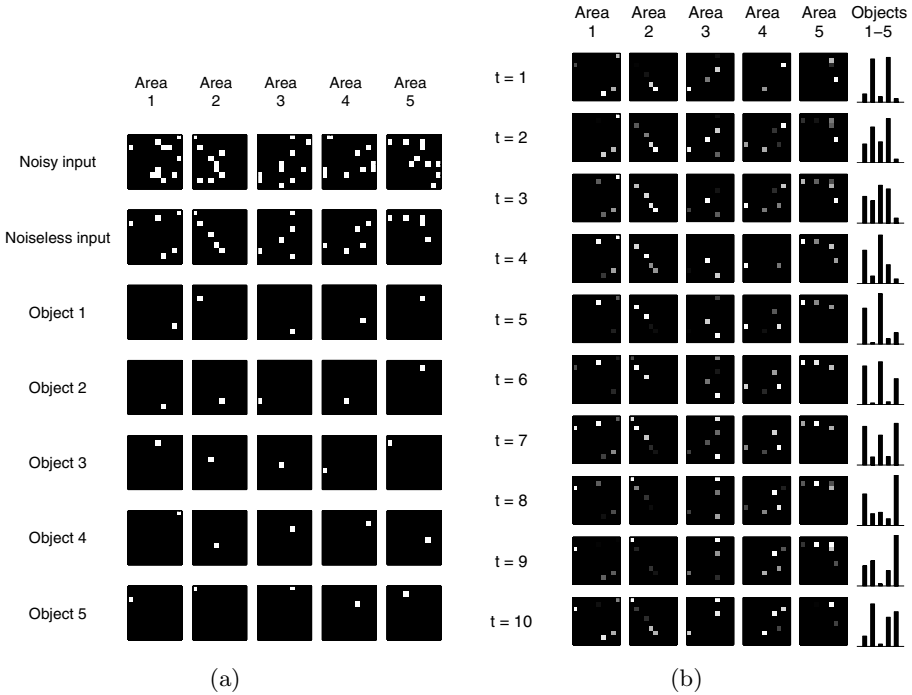 Area 1
Area 2
Area 3
Area 4
Area 5
Noisy input
Noiseless input
Object 1
Object 2
Object 3
Object 4
Object 5
(a)
Area 1
Area 2
Area 3
Area 4
Area 5
Objects 1−5
t = 1
t = 2
t = 3
t = 4
t = 5
t = 6
t = 7
t = 8
t = 9
t = 10
(b)